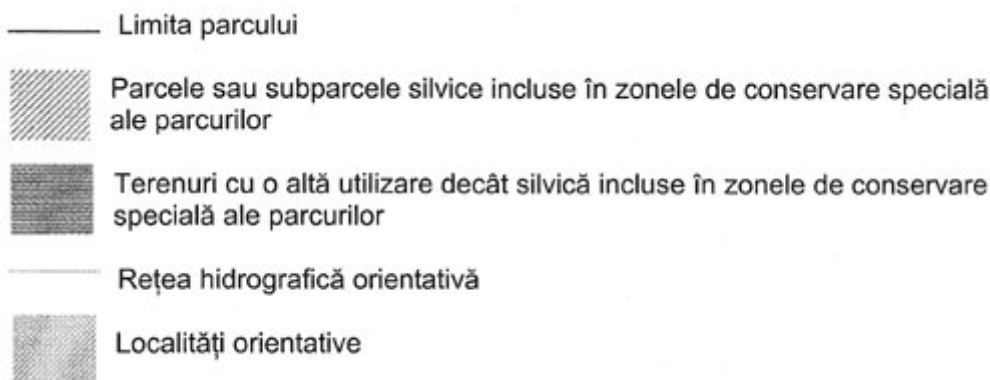 Limita parcului
Parcele sau subparcele silvice incluse în zonele de conservare specială
ale parcurilor
Terenuri cu o altă utilizare decât silvică incluse în zonele de conservare
specială ale parcurilor
Rețea hidrografică orientativă
Localități orientative